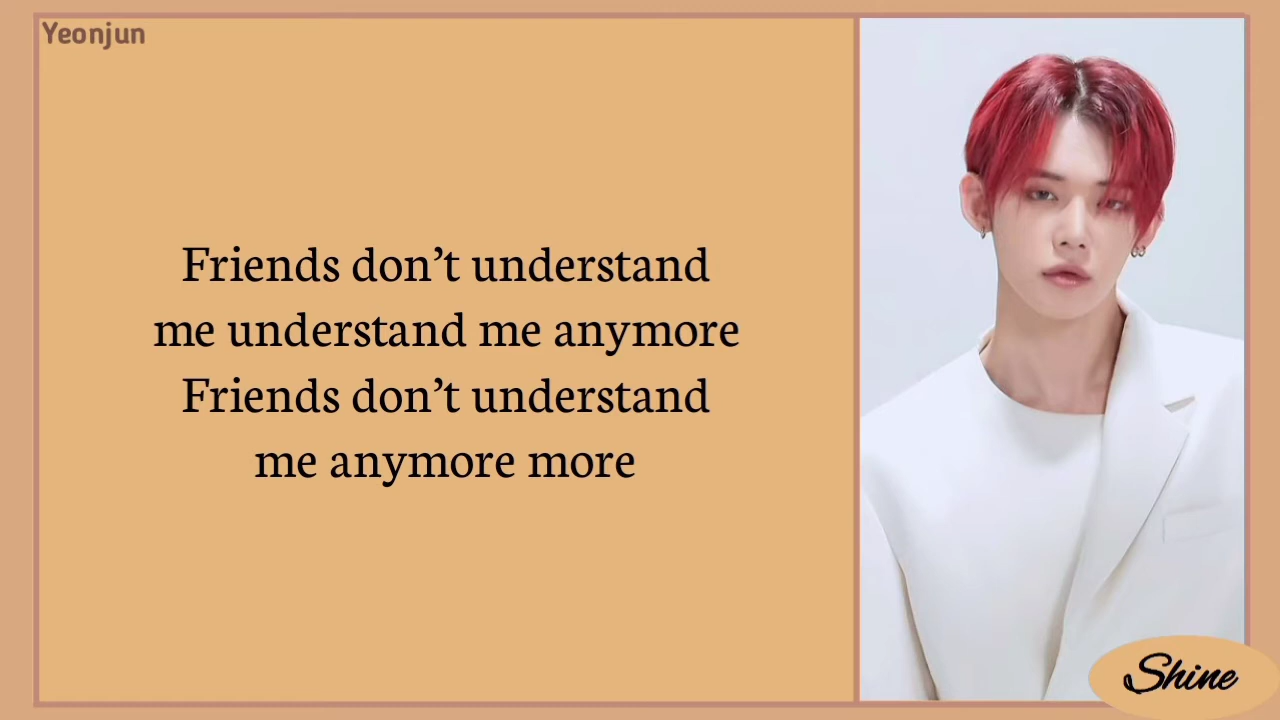 Yeonjun
Friends don’t understand
me understand me anymore
Friends don’t understand
me anymore more
Shine